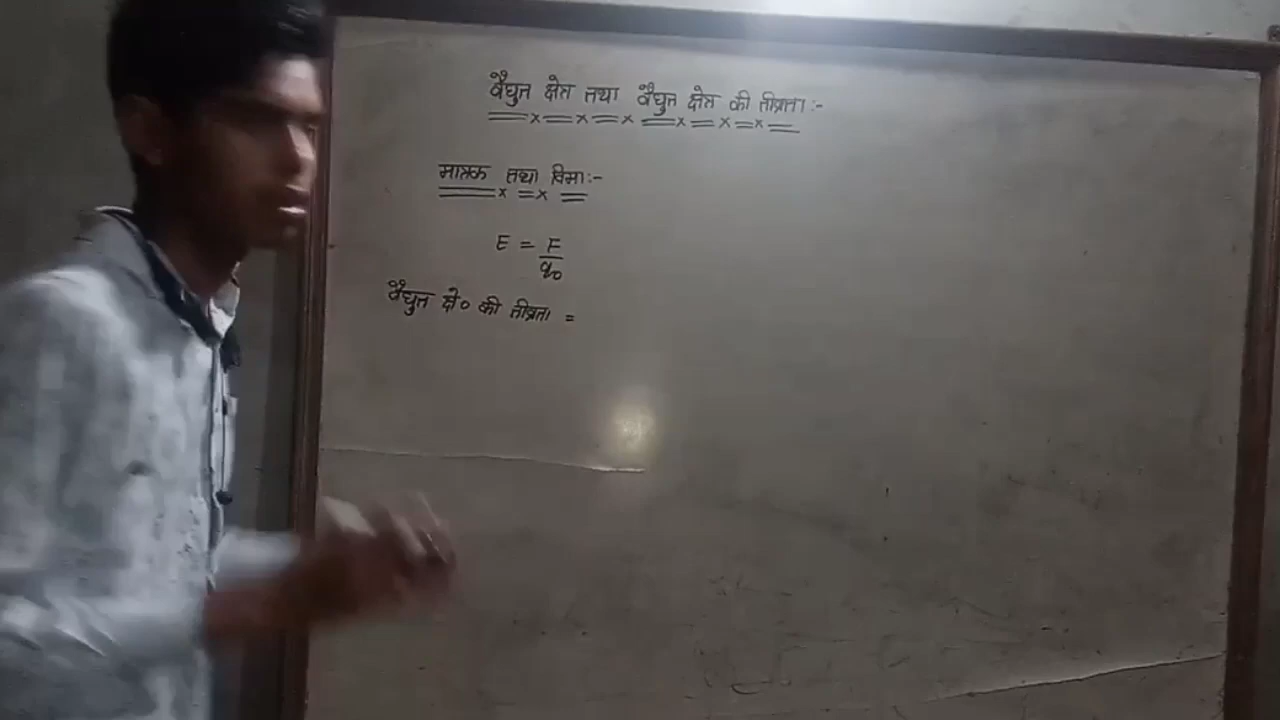 वैद्युत क्षेत्र तथा वैद्युत क्षेत्र की तीव्रता :-
मात्रक तथा विमा :-
E = F/q₀
वैद्युत क्षे० की तीव्रता =